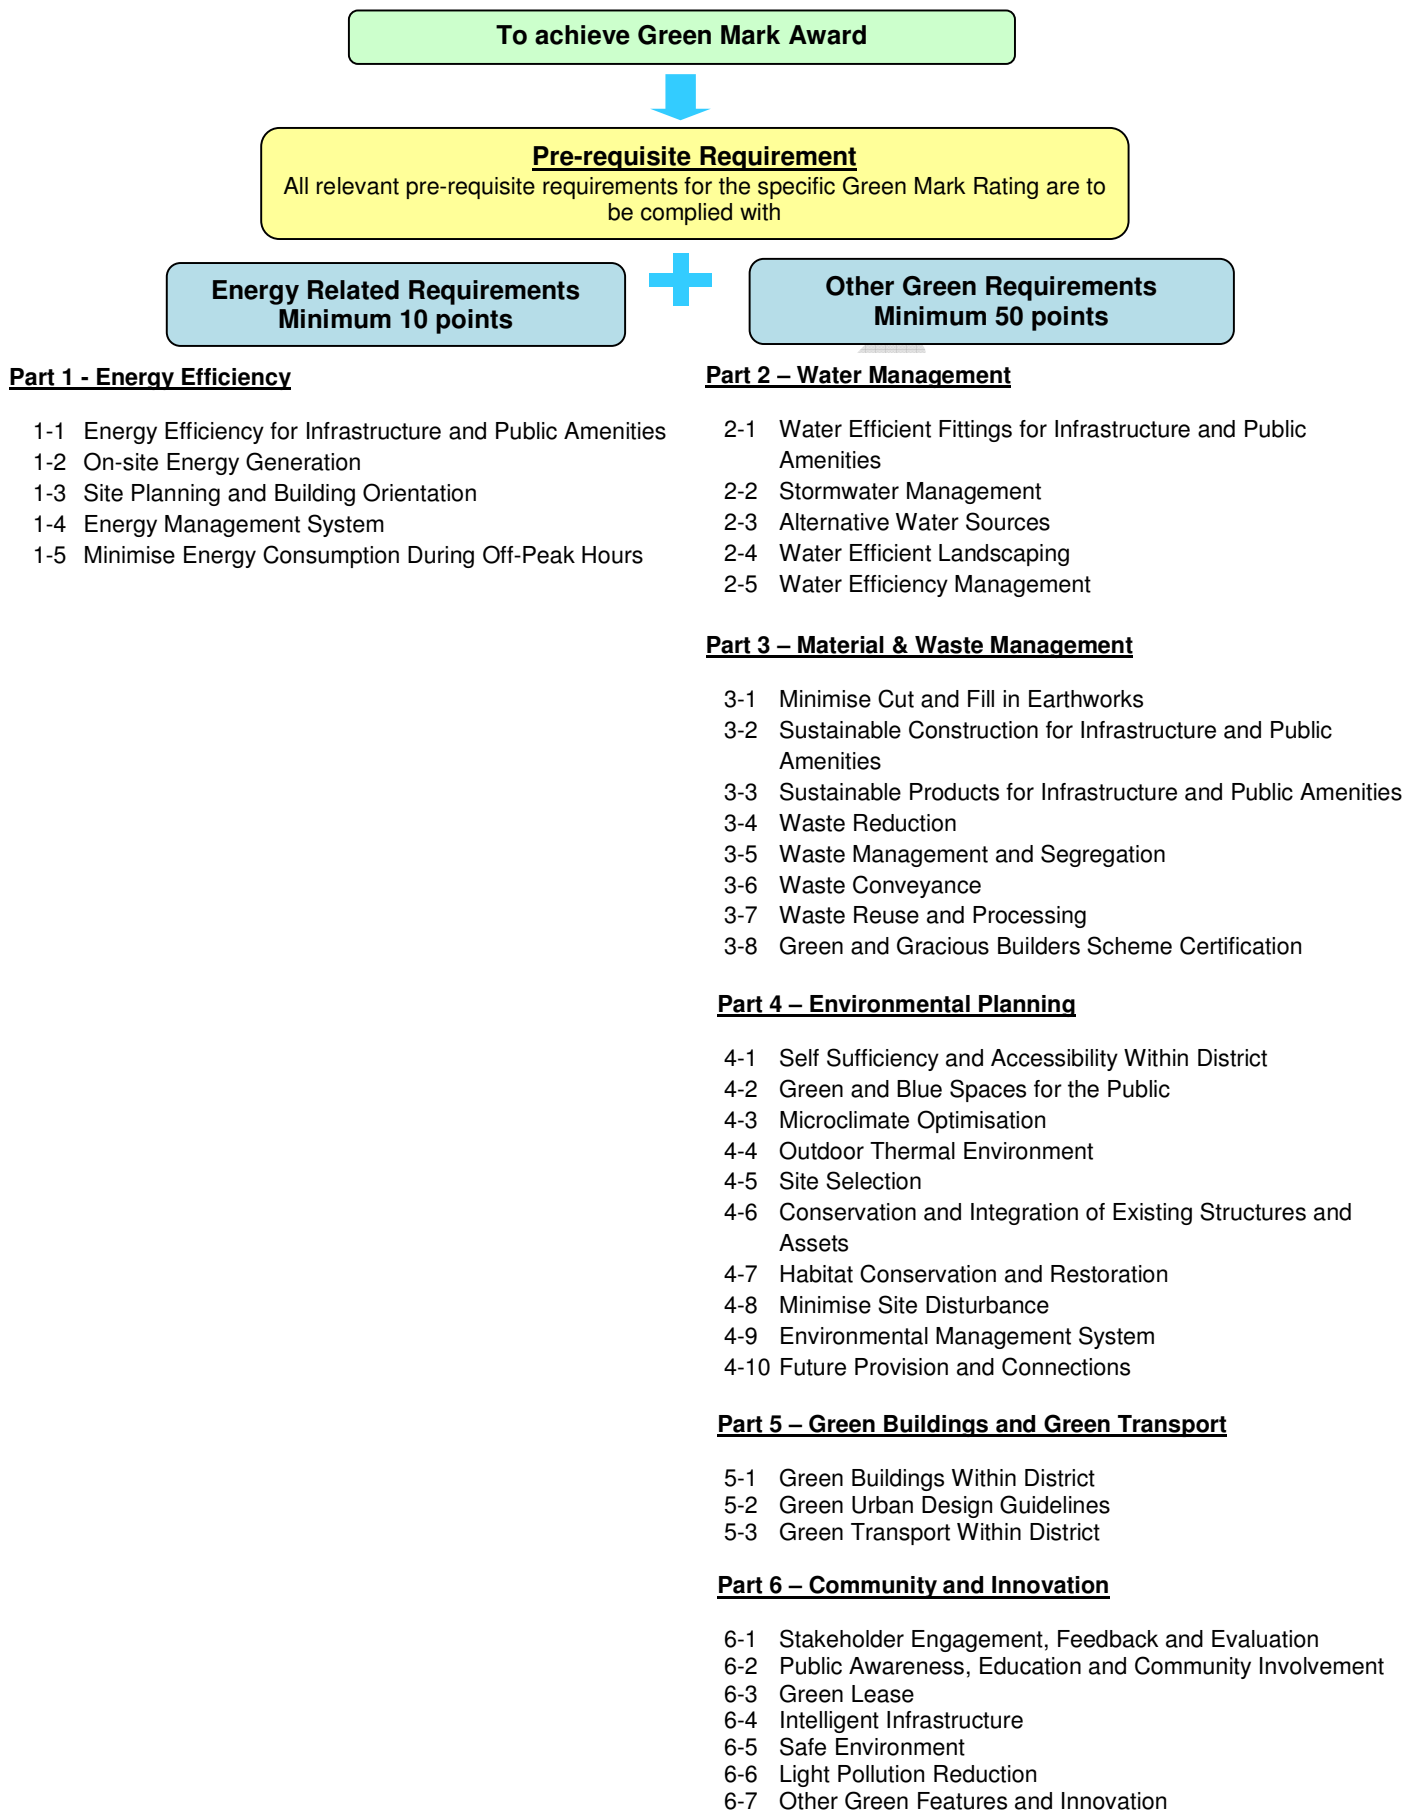 To achieve Green Mark Award
Pre-requisite Requirement
All relevant pre-requisite requirements for the specific Green Mark Rating are to
be complied with
Energy Related Requirements
Minimum 10 points
Other Green Requirements
Minimum 50 points
Part 1 - Energy Efficiency
1-1 Energy Efficiency for Infrastructure and Public Amenities
1-2 On-site Energy Generation
1-3 Site Planning and Building Orientation
1-4 Energy Management System
1-5 Minimise Energy Consumption During Off-Peak Hours
Part 2 – Water Management
2-1 Water Efficient Fittings for Infrastructure and Public
Amenities
2-2 Stormwater Management
2-3 Alternative Water Sources
2-4 Water Efficient Landscaping
2-5 Water Efficiency Management
Part 3 – Material & Waste Management
3-1 Minimise Cut and Fill in Earthworks
3-2 Sustainable Construction for Infrastructure and Public
Amenities
3-3 Sustainable Products for Infrastructure and Public Amenities
3-4 Waste Reduction
3-5 Waste Management and Segregation
3-6 Waste Conveyance
3-7 Waste Reuse and Processing
3-8 Green and Gracious Builders Scheme Certification
Part 4 – Environmental Planning
4-1 Self Sufficiency and Accessibility Within District
4-2 Green and Blue Spaces for the Public
4-3 Microclimate Optimisation
4-4 Outdoor Thermal Environment
4-5 Site Selection
4-6 Conservation and Integration of Existing Structures and
Assets
4-7 Habitat Conservation and Restoration
4-8 Minimise Site Disturbance
4-9 Environmental Management System
4-10 Future Provision and Connections
Part 5 – Green Buildings and Green Transport
5-1 Green Buildings Within District
5-2 Green Urban Design Guidelines
5-3 Green Transport Within District
Part 6 – Community and Innovation
6-1 Stakeholder Engagement, Feedback and Evaluation
6-2 Public Awareness, Education and Community Involvement
6-3 Green Lease
6-4 Intelligent Infrastructure
6-5 Safe Environment
6-6 Light Pollution Reduction
6-7 Other Green Features and Innovation